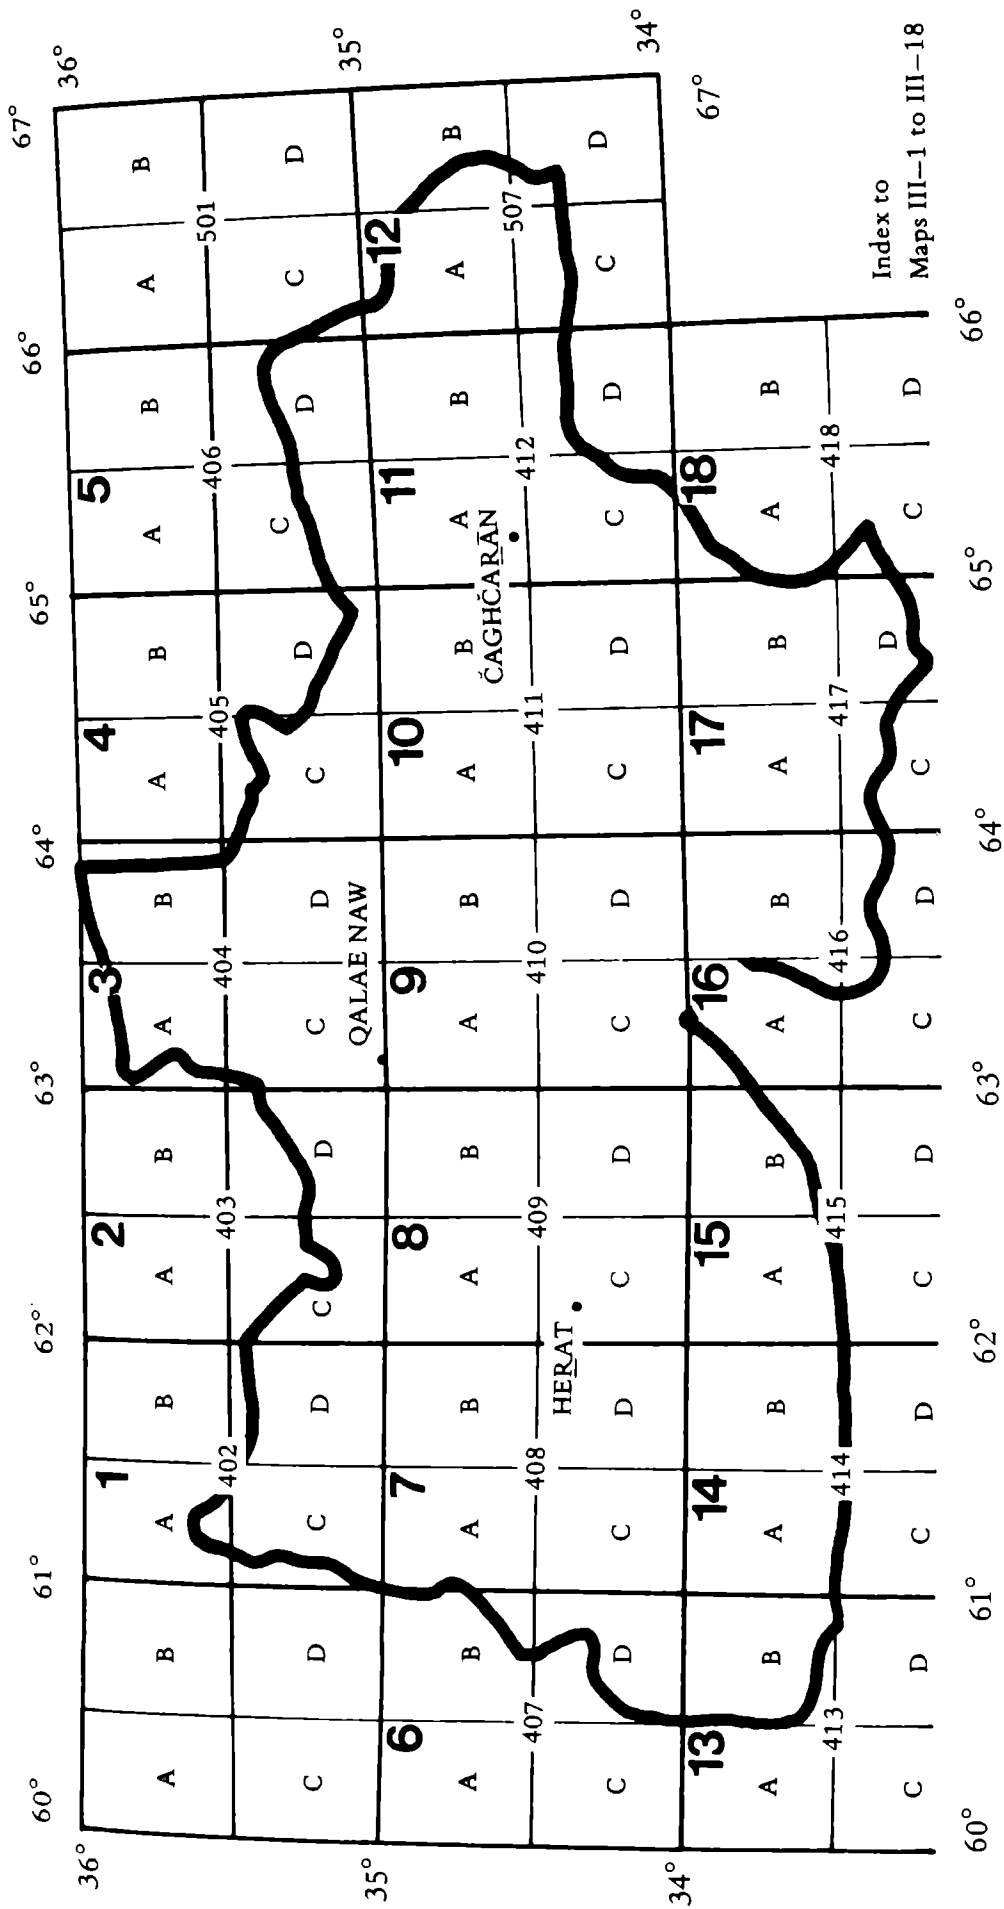 60° 61° 62° 63° 64° 65° 66° 67°
36° 36°
1 2 3 4 5
A B A B A B A B A B A B A B
402 403 404 405 406 501
C D C D C D C D C D C D C D
QALAE NAW
35° 35°
6 7 8 9 10 11 12
A B A B A B A B A B A B A B
ČAGHČARĀN
407 408 409 410 411 412 507
HERAT
C D C D C D C D C D C D C D
34° 34°
13 14 15 16 17 18 67°
A B A B A B A B A B A B
413 414 415 416 417 418
C D C D C D C D C D C D
60° 61° 62° 63° 64° 65° 66°
Index to
Maps III—1 to III—18